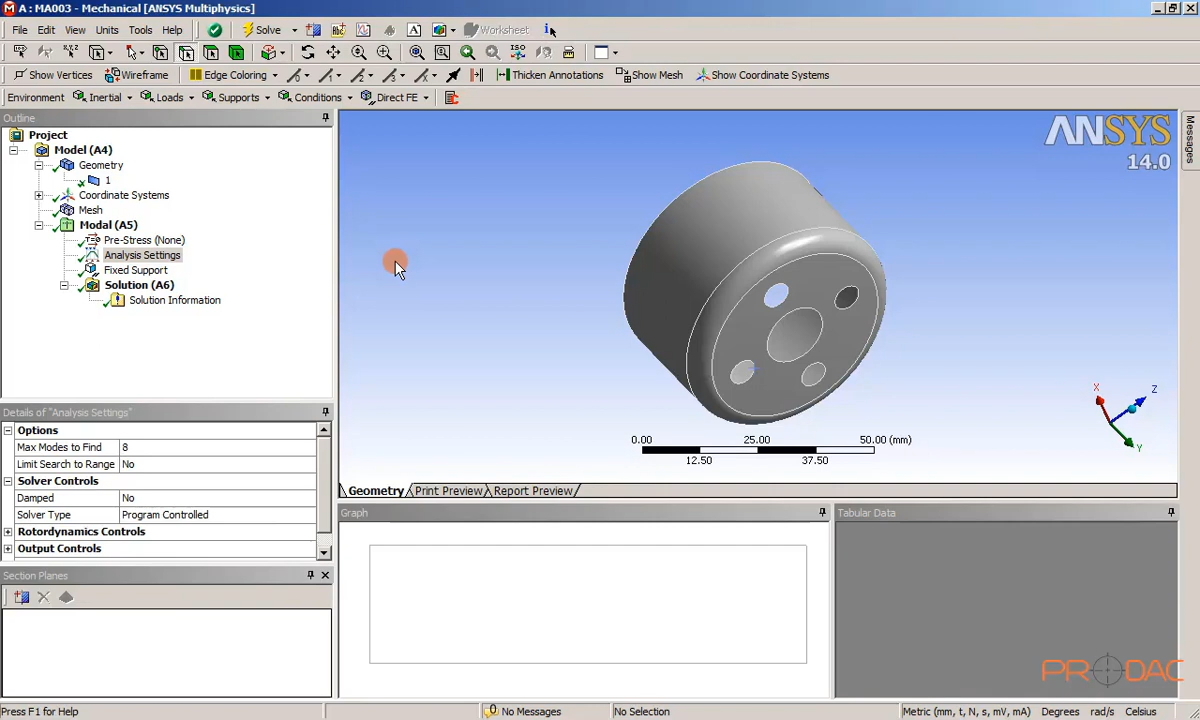 A : MA003 - Mechanical [ANSYS Multiphysics]
File Edit View Units Tools Help Solve Worksheet
Show Vertices Wireframe Edge Coloring Thicken Annotations Show Mesh Show Coordinate Systems
Environment Inertial Loads Supports Conditions Direct FE
Outline
Project
Model (A4)
Geometry
1
Coordinate Systems
Mesh
Modal (A5)
Pre-Stress (None)
Analysis Settings
Fixed Support
Solution (A6)
Solution Information
Details of "Analysis Settings"
Options
Max Modes to Find 8
Limit Search to Range No
Solver Controls
Damped No
Solver Type Program Controlled
Rotordynamics Controls
Output Controls
Section Planes
ANSYS
14.0
X
Z
Y
0.00 25.00 50.00 (mm)
12.50 37.50
Geometry Print Preview Report Preview
Graph
Tabular Data
Messages
PRODAC
Press F1 for Help 0 No Messages No Selection Metric (mm, t, N, s, mV, mA) Degrees rad/s Celsius